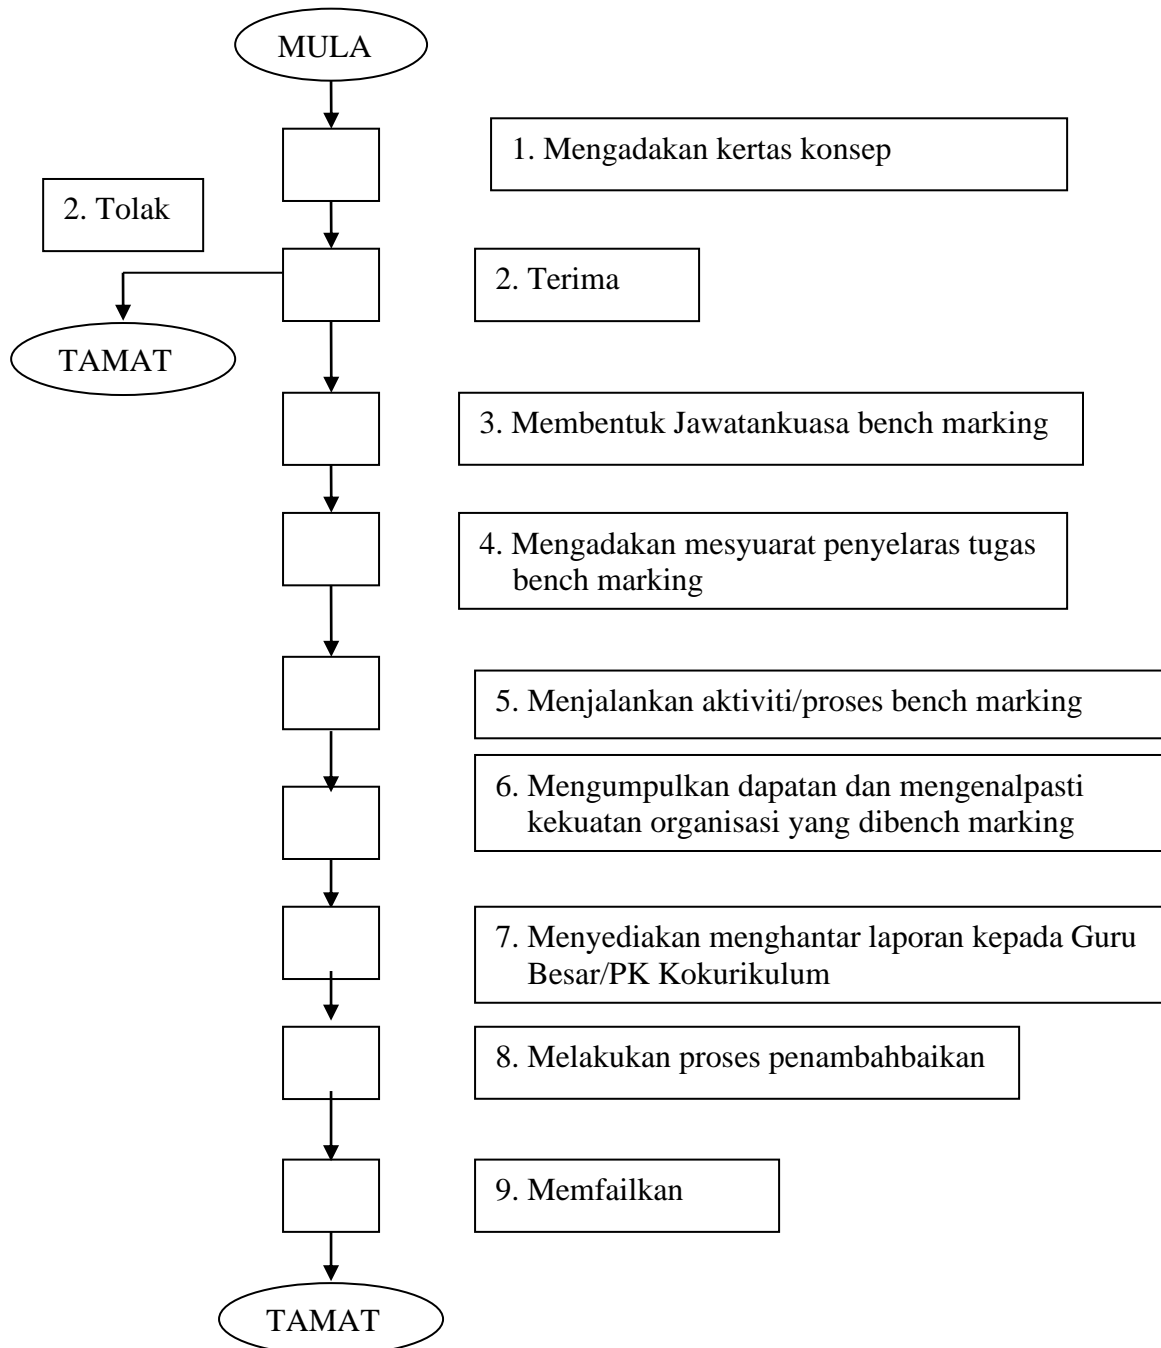 MULA
1. Mengadakan kertas konsep
2. Tolak
2. Terima
TAMAT
3. Membentuk Jawatankuasa bench marking
4. Mengadakan mesyuarat penyelaras tugas
bench marking
5. Menjalankan aktiviti/proses bench marking
6. Mengumpulkan dapatan dan mengenalpasti
kekuatan organisasi yang dibench marking
7. Menyediakan menghantar laporan kepada Guru
Besar/PK Kokurikulum
8. Melakukan proses penambahbaikan
9. Memfailkan
TAMAT